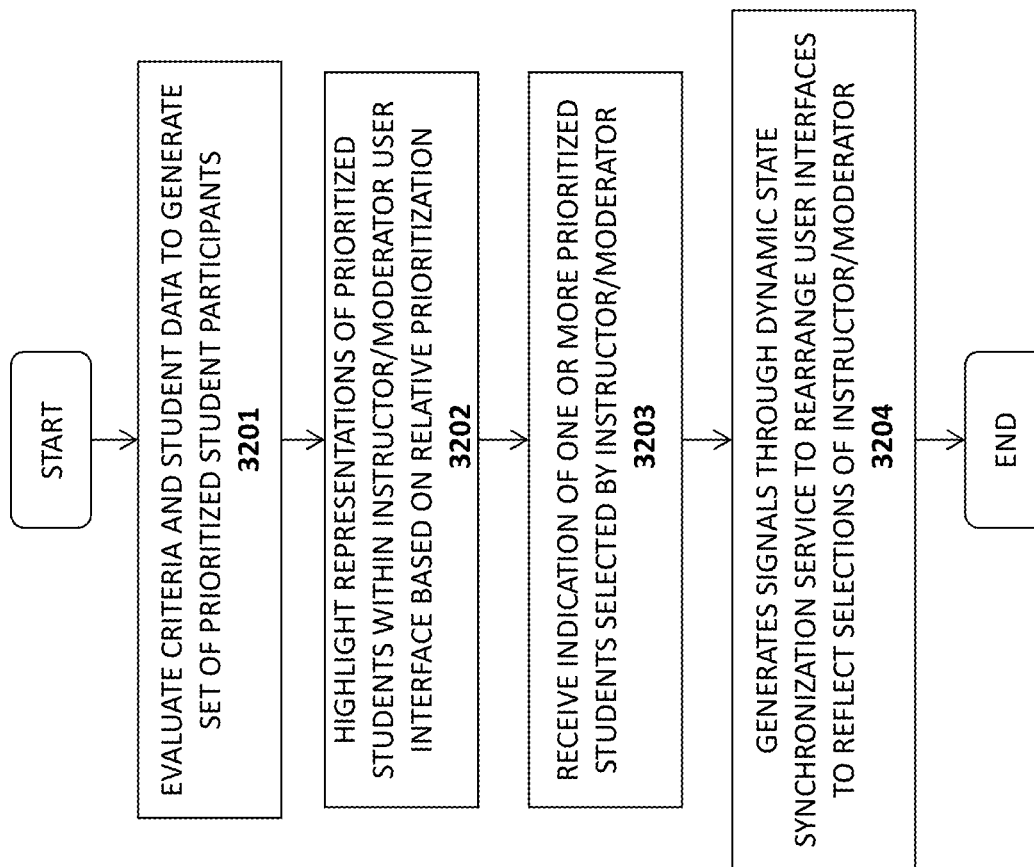 START
EVALUATE CRITERIA AND STUDENT DATA TO GENERATE
SET OF PRIORITIZED STUDENT PARTICIPANTS
3201
HIGHLIGHT REPRESENTATIONS OF PRIORITIZED
STUDENTS WITHIN INSTRUCTOR/MODERATOR USER
INTERFACE BASED ON RELATIVE PRIORITIZATION
3202
RECEIVE INDICATION OF ONE OR MORE PRIORITIZED
STUDENTS SELECTED BY INSTRUCTOR/MODERATOR
3203
GENERATES SIGNALS THROUGH DYNAMIC STATE
SYNCHRONIZATION SERVICE TO REARRANGE USER INTERFACES
TO REFLECT SELECTIONS OF INSTRUCTOR/MODERATOR
3204
END